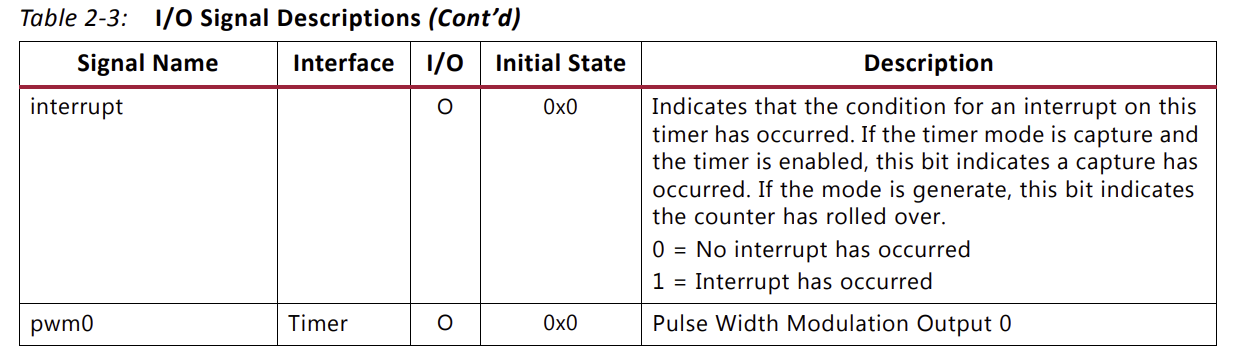 Table 2-3: I/O Signal Descriptions (Cont’d)
Signal Name Interface I/O Initial State Description
interrupt O 0x0 Indicates that the condition for an interrupt on this
timer has occurred. If the timer mode is capture and
the timer is enabled, this bit indicates a capture has
occurred. If the mode is generate, this bit indicates
the counter has rolled over.
0 = No interrupt has occurred
1 = Interrupt has occurred
pwm0 Timer O 0x0 Pulse Width Modulation Output 0